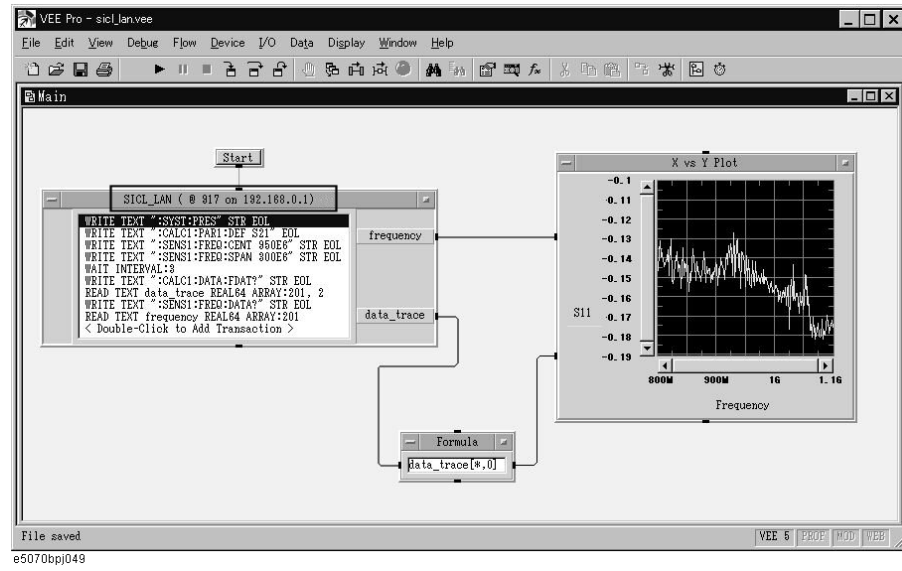 VEE Pro - sicl_lan.vee
File Edit View Debug Flow Device I/O Data Display Window Help
Main
Start
SICL_LAN ( @ 917 on 192.168.0.1)
WRITE TEXT ":SYST:PRES" STR EOL
WRITE TEXT ":CALC1:PAR1:DEF S21" EOL
WRITE TEXT ":SENS1:FREQ:CENT 950E6" STR EOL
WRITE TEXT ":SENS1:FREQ:SPAN 300E6" STR EOL
WAIT INTERVAL:3
WRITE TEXT ":CALC1:DATA:FDAT?" STR EOL
READ TEXT data_trace REAL64 ARRAY:201, 2
WRITE TEXT ":SENS1:FREQ:DATA?" STR EOL
READ TEXT frequency REAL64 ARRAY:201
< Double-Click to Add Transaction >
frequency
data_trace
X vs Y Plot
-0.1
-0.11
-0.12
-0.13
-0.14
-0.15
-0.16
S11
-0.17
-0.18
-0.19
800M 900M 1G 1.1G
Frequency
Formula
data_trace[*,0]
File saved
VEE 5 PROF MOD WEB
e5070bpj049